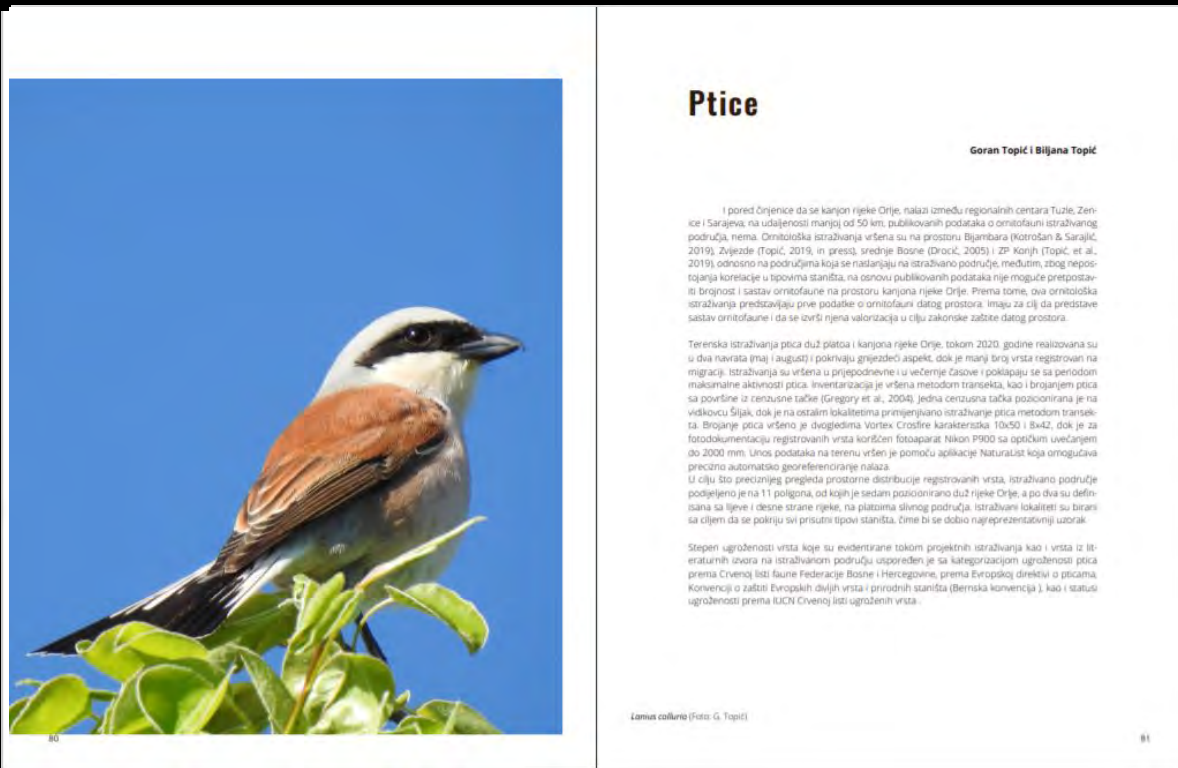 Ptice
Goran Topić i Biljana Topić
I pored činjenice da se kanjon rijeke Orlje, nalazi između regionalnih centara Tuzle, Zen-
ice i Sarajeva, na udaljenosti manjoj od 50 km, publikovanih podataka o ornitofauni istraživanog
područja, nema. Ornitološka istraživanja vršena su na prostoru Bijambara (Kotrošan & Sarajlić,
2019), Zvijezde (Topić, 2019, in press), srednje Bosne (Drocić, 2005) i ZP Konjh (Topić, et al.,
2019), odnosno na područjima koja se naslanjaju na istraživano područje, međutim, zbog nepos-
tojanja korelacije u tipovima staništa, na osnovu publikovanih podataka nije moguće pretpostav-
iti brojnost i sastav ornitofaune na prostoru kanjona rijeke Orlje. Prema tome, ova ornitološka
istraživanja predstavljaju prve podatke o ornitofauni datog prostora. Imaju za cilj da predstave
sastav ornitofaune i da se izvrši njena valorizacija u cilju zakonske zaštite datog prostora.
Terenska istraživanja ptica duž platoa i kanjona rijeke Orlje, tokom 2020. godine realizovana su
u dva navrata (maj i august) i pokrivaju gnijezdeći aspekt, dok je manji broj vrsta registrovan na
migraciji. Istraživanja su vršena u prijepodnevne i u večernje časove i poklapaju se sa periodom
maksimalne aktivnosti ptica. Inventarizacija je vršena metodom transekta, kao i brojanjem ptica
sa površine iz cenzusne tačke (Gregory et al., 2004). Jedna cenzusna tačka pozicionirana je na
vidikovcu Šiljak, dok je na ostalim lokalitetima primijenjivano istraživanje ptica metodom transek-
ta. Brojanje ptica vršeno je dvogledima Vortex Crosfire karakteristka 10x50 i 8x42, dok je za
fotodokumentaciju registrovanih vrsta korišćen fotoaparat Nikon P900 sa optičkim uvećanjem
do 2000 mm. Unos podataka na terenu vršen je pomoću aplikacije NaturaList koja omogućava
precizno automatsko georeferenciranje nalaza.
U cilju što preciznijeg pregleda prostorne distribucije registrovanih vrsta, istraživano područje
podijeljeno je na 11 poligona, od kojih je sedam pozicionirano duž rijeke Orlje, a po dva su defin-
isana sa lijeve i desne strane rijeke, na platoima slivnog područja. Istraživani lokaliteti su birani
sa ciljem da se pokriju svi prisutni tipovi staništa, čime bi se dobio najreprezentativniji uzorak.
Stepen ugroženosti vrsta koje su evidentirane tokom projektnih istraživanja kao i vrsta iz lit-
eraturnih izvora na istraživanom području uspoređen je sa kategorizacijom ugroženosti ptica
prema Crvenoj listi faune Federacije Bosne i Hercegovine, prema Evropskoj direktivi o pticama,
Konvenciji o zaštiti Evropskih divljih vrsta i prirodnih staništa (Bernska konvencija ), kao i statusi
ugroženosti prema IUCN Crvenoj listi ugroženih vrsta .
Lanius collurio (Foto: G. Topić)
80
81